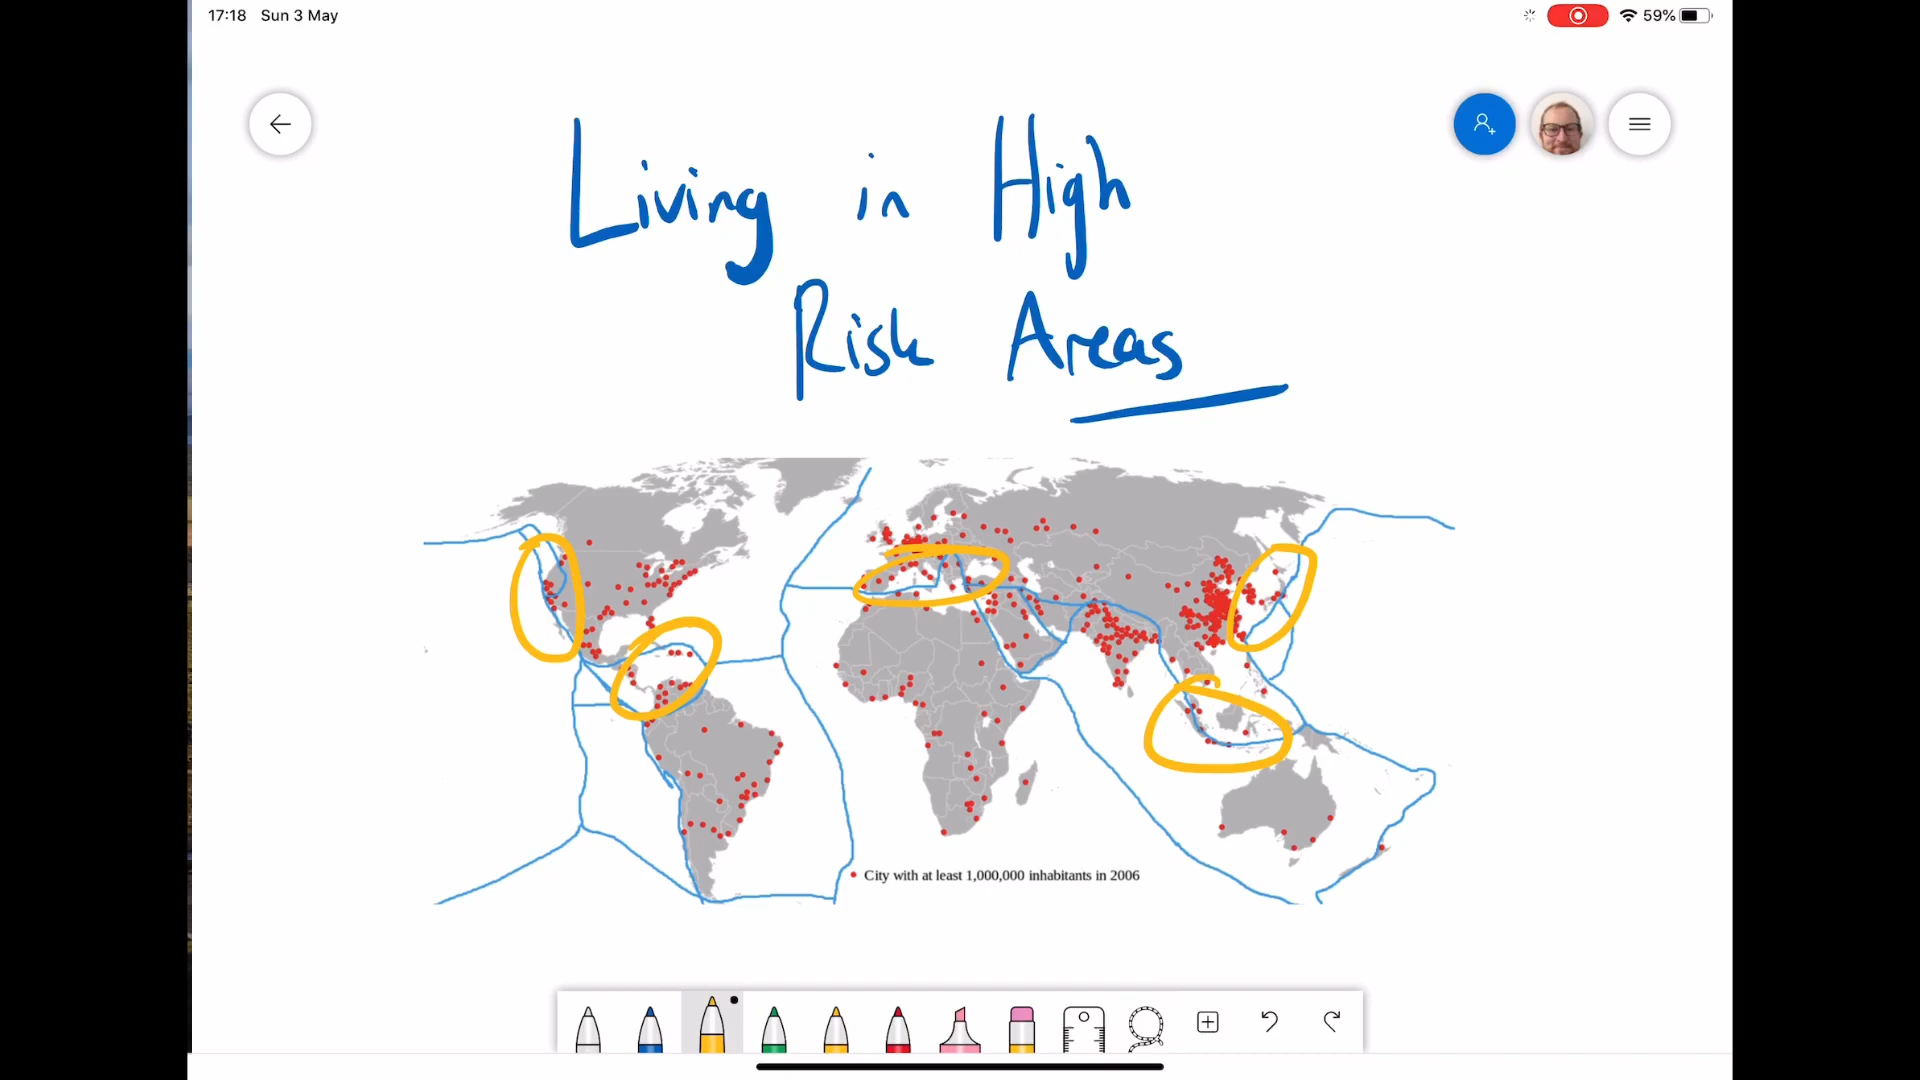 17:18 Sun 3 May
59%
Living in High
Risk Areas
City with at least 1,000,000 inhabitants in 2006